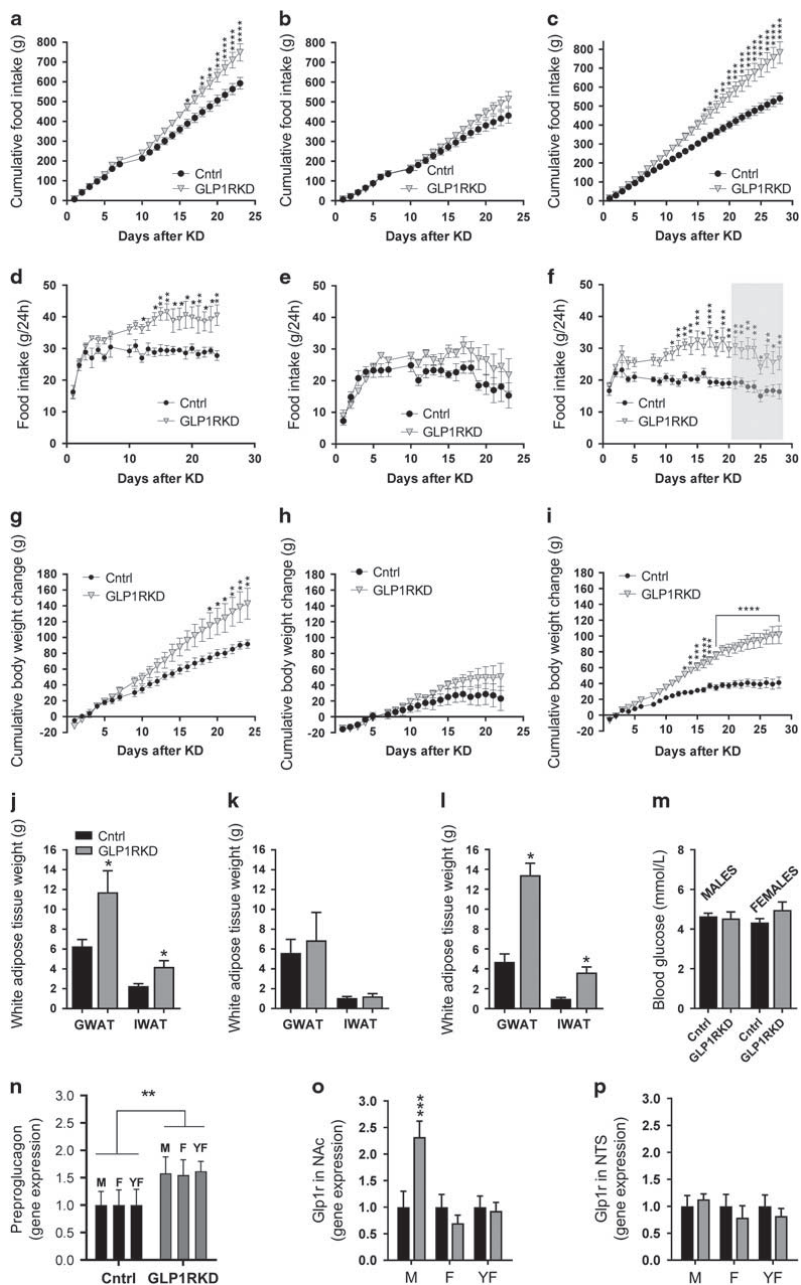 a
Cumulative food intake (g)
800
700
600
500
400
300
200
100
0
0 5 10 15 20 25
Days after KD
Cntrl
GLP1RKD
b
Cumulative food intake (g)
800
700
600
500
400
300
200
100
0
0 5 10 15 20 25
Days after KD
Cntrl
GLP1RKD
c
Cumulative food intake (g)
800
700
600
500
400
300
200
100
0
0 5 10 15 20 25 30
Days after KD
Cntrl
GLP1RKD
d
Food intake (g/24h)
50
40
30
20
10
0
0 5 10 15 20 25 30
Days after KD
Cntrl
GLP1RKD
e
Food intake (g/24h)
50
40
30
20
10
0
0 5 10 15 20 25
Days after KD
Cntrl
GLP1RKD
f
Food intake (g/24h)
50
40
30
20
10
0
0 5 10 15 20 25 30
Days after KD
Cntrl
GLP1RKD
g
Cumulative body weight change (g)
180
160
140
120
100
80
60
40
20
0
-20
5 10 15 20 25
Days after KD
Cntrl
GLP1RKD
h
Cumulative body weight change (g)
180
160
140
120
100
80
60
40
20
0
-20
5 10 15 20 25
Days after KD
Cntrl
GLP1RKD
i
Cumulative body weight change (g)
180
160
140
120
100
80
60
40
20
0
-20
5 10 15 20 25 30
Days after KD
Cntrl
GLP1RKD
****
j
White adipose tissue weight (g)
16
14
12
10
8
6
4
2
0
Cntrl
GLP1RKD
*
*
GWAT IWAT
k
White adipose tissue weight (g)
16
14
12
10
8
6
4
2
0
GWAT IWAT
l
White adipose tissue weight (g)
16
14
12
10
8
6
4
2
0
*
*
GWAT IWAT
m
Blood glucose (mmol/L)
8
6
4
2
0
MALES
FEMALES
Cntrl
GLP1RKD
Cntrl
GLP1RKD
n
Preproglucagon
(gene expression)
3.0
2.5
2.0
1.5
1.0
0.5
0.0
**
M F YF
M F YF
Cntrl GLP1RKD
o
Glp1r in NAc
(gene expression)
3.0
2.5
2.0
1.5
1.0
0.5
0.0
***
M F YF
p
Glp1r in NTS
(gene expression)
3.0
2.5
2.0
1.5
1.0
0.5
0.0
M F YF